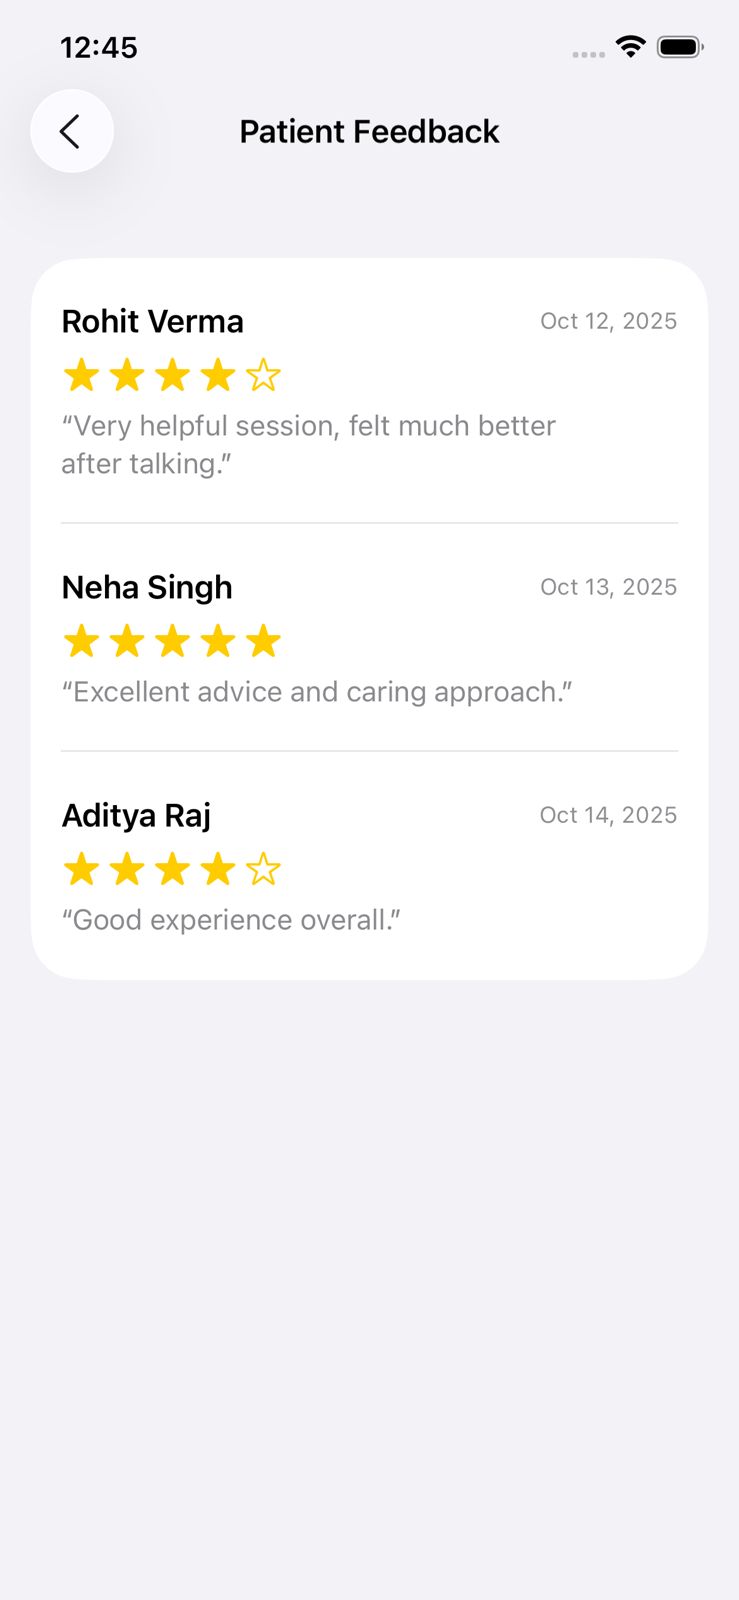 12:45
Patient Feedback
Rohit Verma
Oct 12, 2025
“Very helpful session, felt much better
after talking.”
Neha Singh
Oct 13, 2025
“Excellent advice and caring approach.”
Aditya Raj
Oct 14, 2025
“Good experience overall.”